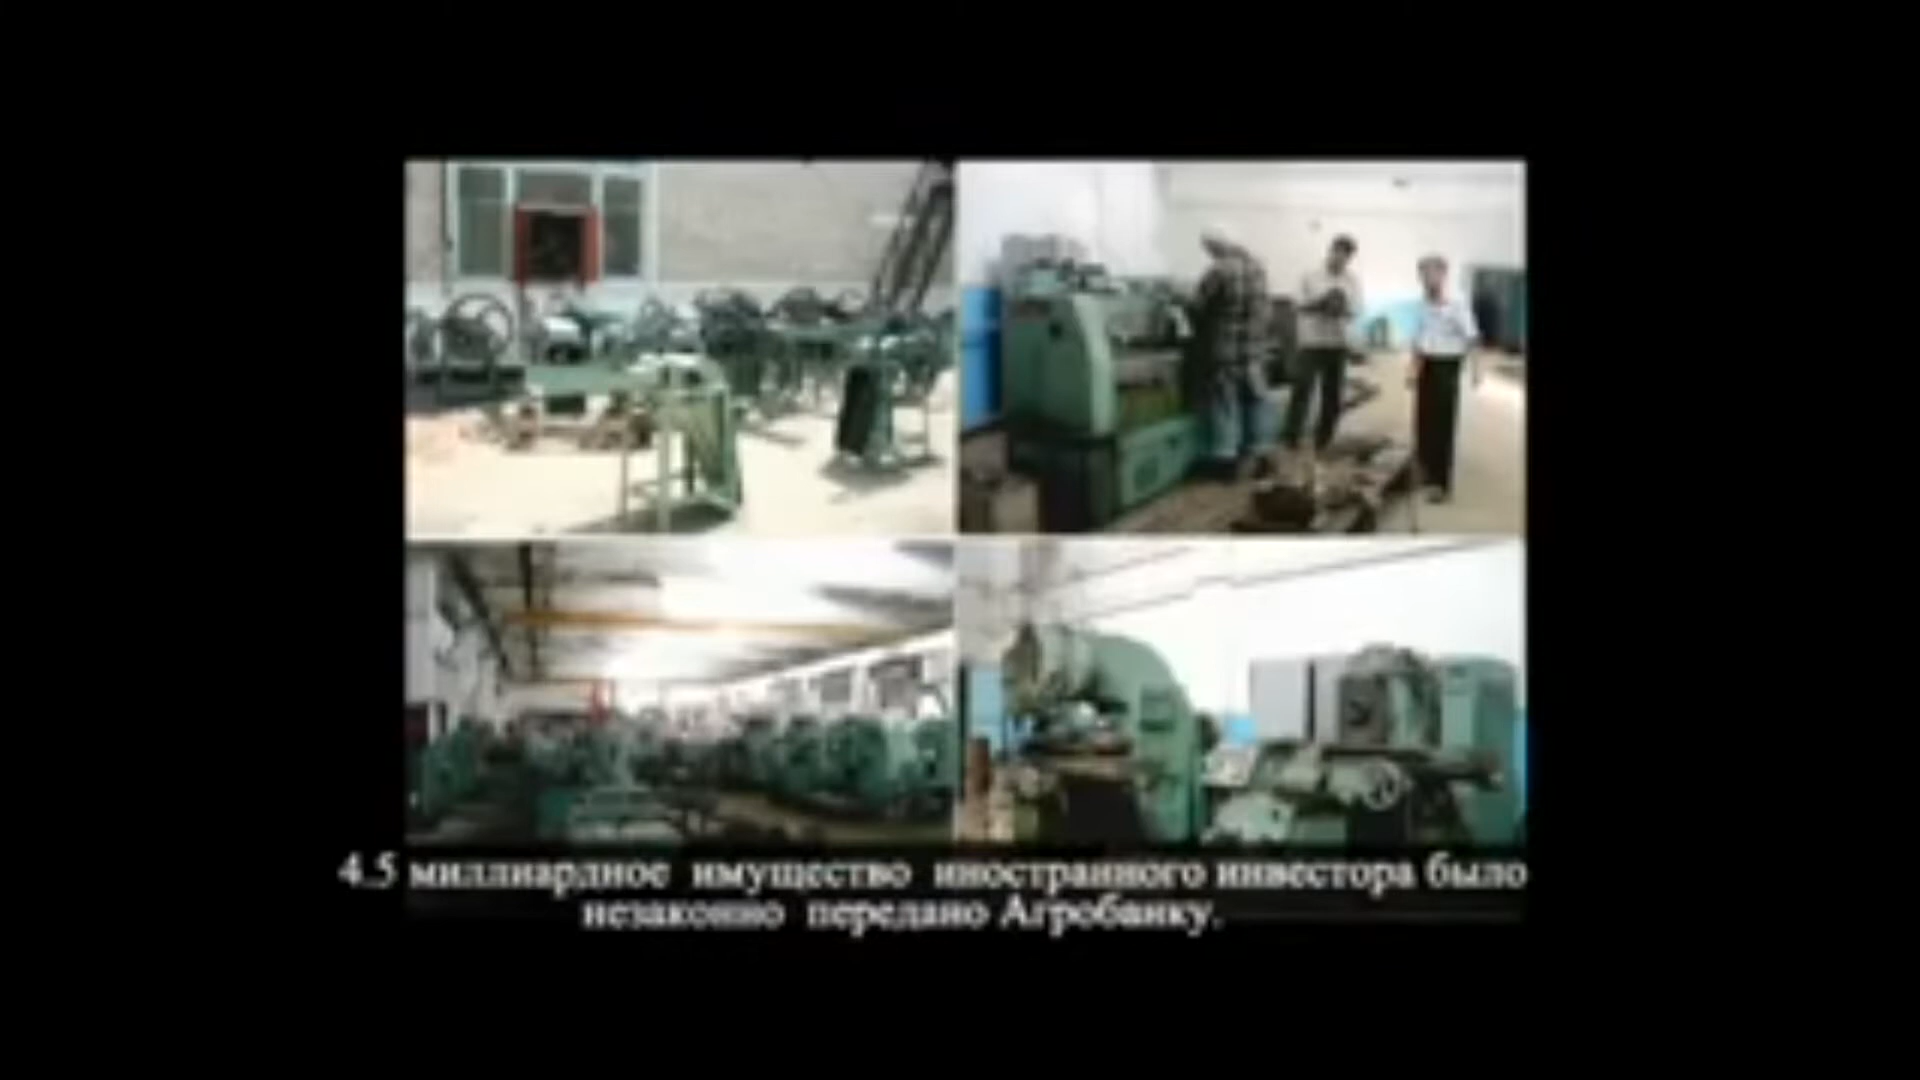 4.5 миллиардное имущество иностранного инвестора было
незаконно передано Агробанку.